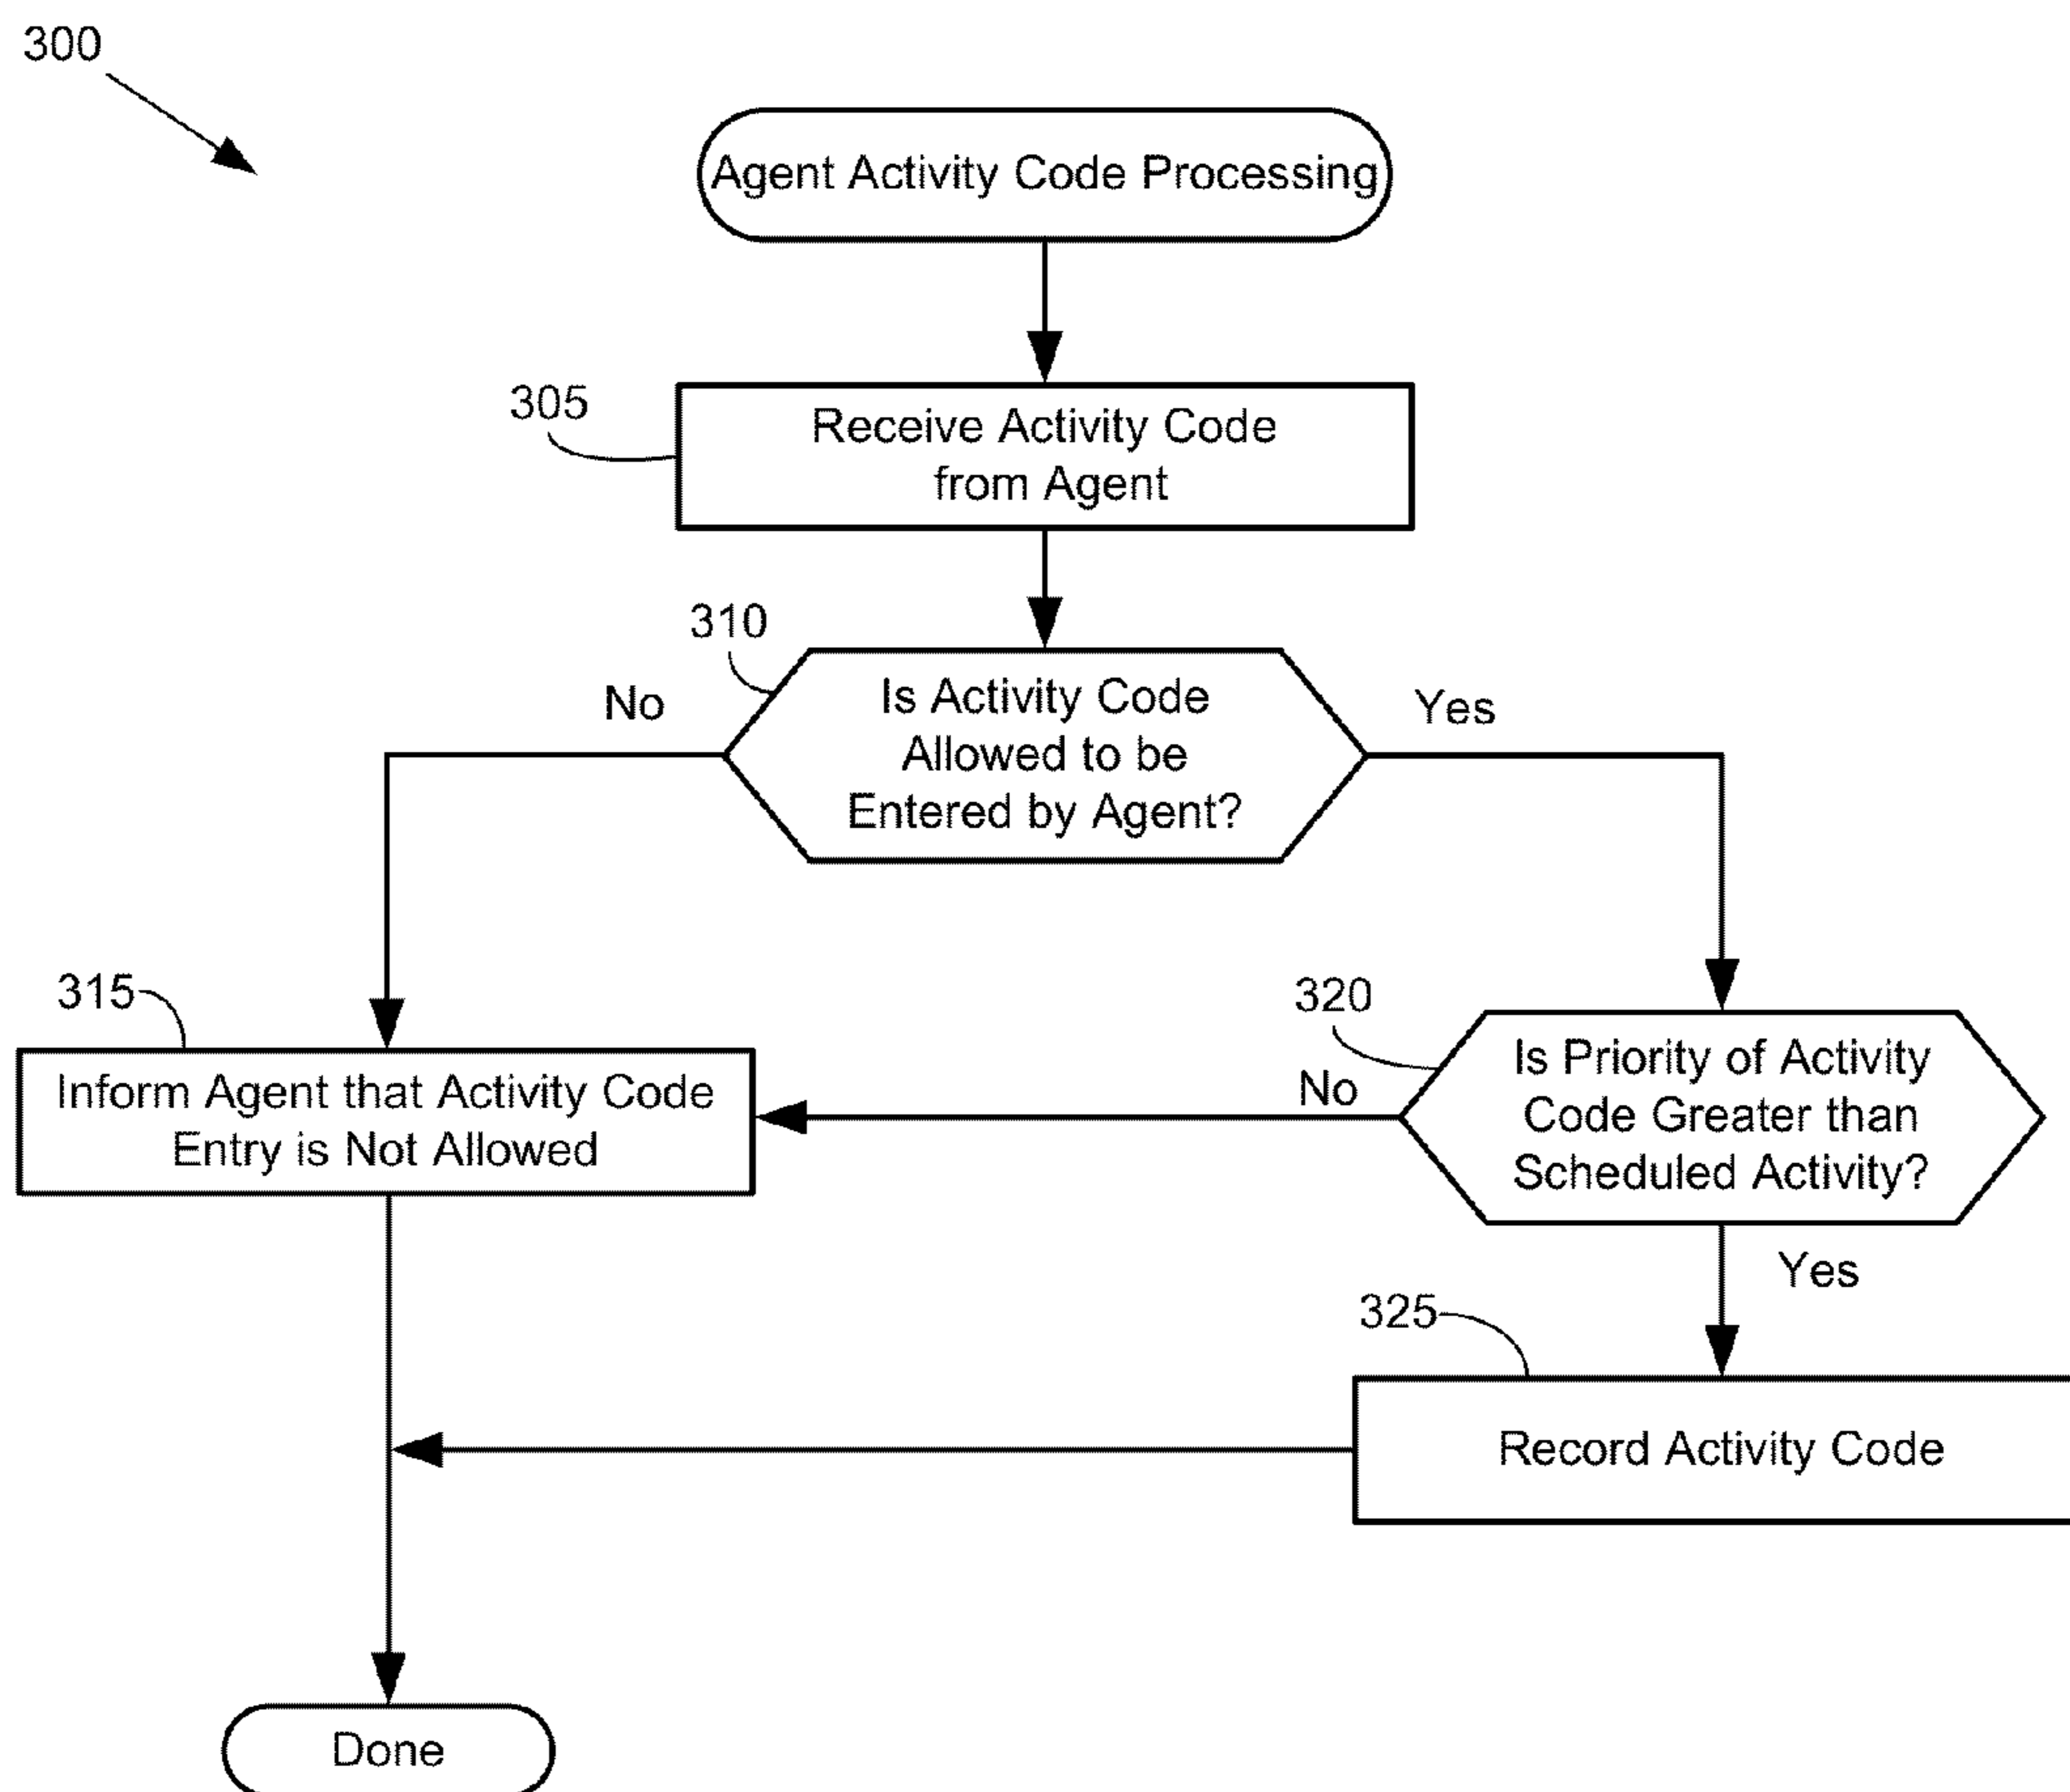 300
Agent Activity Code Processing
305
Receive Activity Code
from Agent
310
No
Is Activity Code
Allowed to be
Entered by Agent?
Yes
315
Inform Agent that Activity Code
Entry is Not Allowed
320
No
Is Priority of Activity
Code Greater than
Scheduled Activity?
Yes
325
Record Activity Code
Done